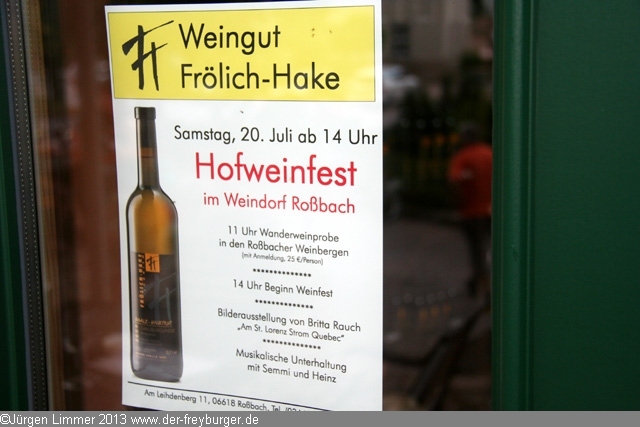 Weingut
Frölich-Hake
Samstag, 20. Juli ab 14 Uhr
Hofweinfest
im Weindorf Roßbach
11 Uhr Wanderweinprobe
in den Roßbacher Weinbergen
(mit Anmeldung, 25 €/Person)
14 Uhr Beginn Weinfest
Bilderausstellung von Britta Rauch
„Am St. Lorenz Strom Quebec"
Musikalische Unterhaltung
mit Semmi und Heinz
Am Leihdenberg 11, 06618 Roßbach, Tel.
©Jürgen Limmer 2013 www.der-freyburger.de